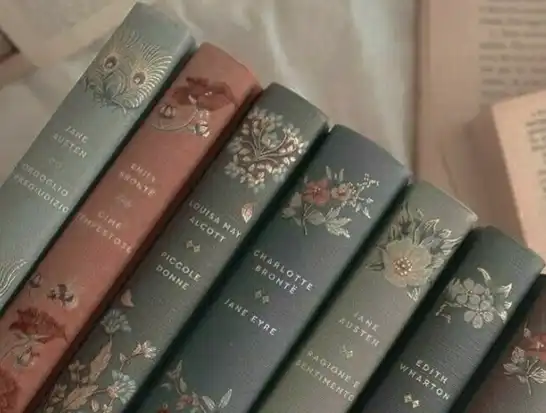 JANE
AUSTEN
ORGOGLIO
PREGIUDIZIO
EMILY
BRONTË
CIME
TEMPESTOSE
LOUISA MAY
ALCOTT
PICCOLE
DONNE
CHARLOTTE
BRONTË
JANE EYRE
JANE
AUSTEN
RAGIONE E
SENTIMENTO
EDITH
WHARTON